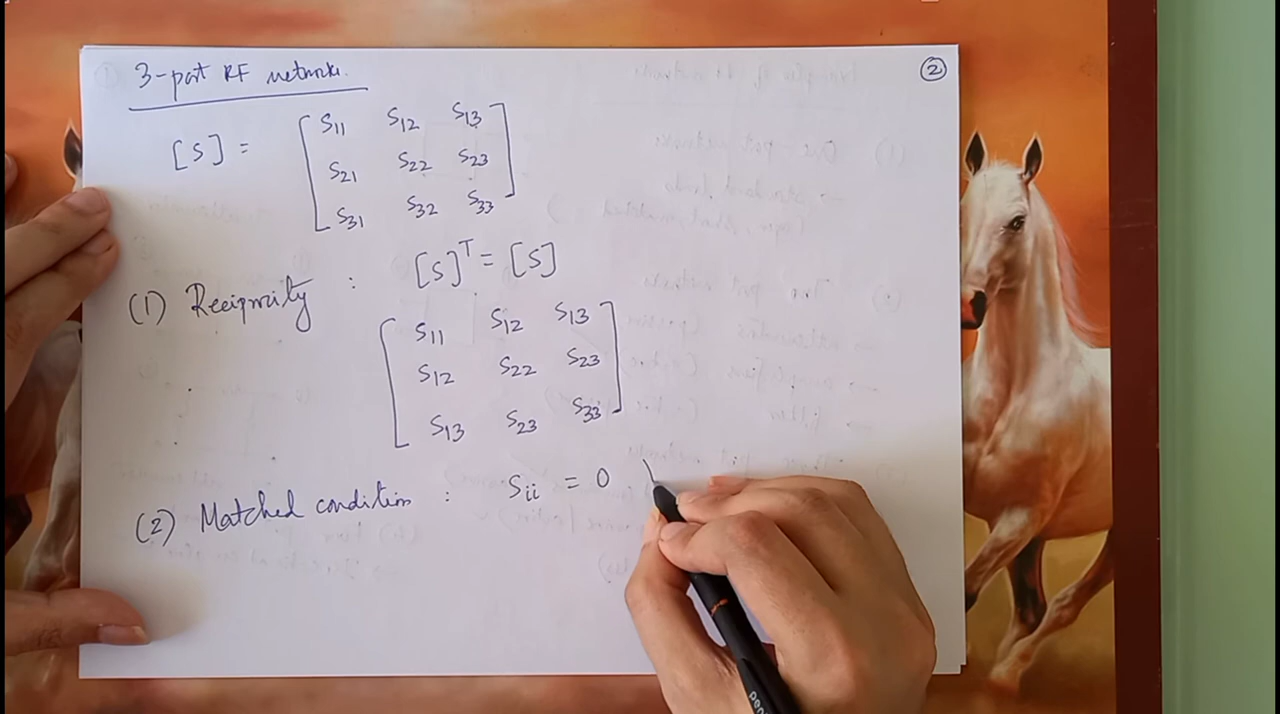 3-port RF network.
②
[S] = [ S11 S12 S13
S21 S22 S23
S31 S32 S33 ]
(1) Reciprocity : [S]ᵀ = [S]
[ S11 S12 S13
S12 S22 S23
S13 S23 S33 ]
(2) Matched condition : Sii = 0